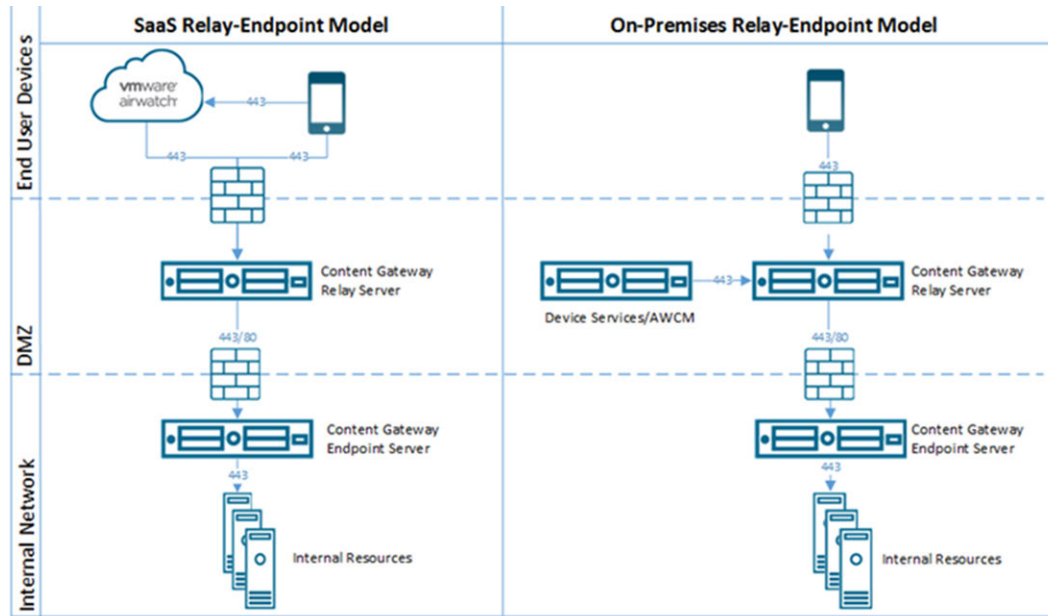 SaaS Relay-Endpoint Model
On-Premises Relay-Endpoint Model
End User Devices
vmware
airwatch
443
443
443
443
Content Gateway
Relay Server
Device Services/AWCM
443
Content Gateway
Relay Server
DMZ
443/80
443/80
Content Gateway
Endpoint Server
Content Gateway
Endpoint Server
Internal Network
443
443
Internal Resources
Internal Resources